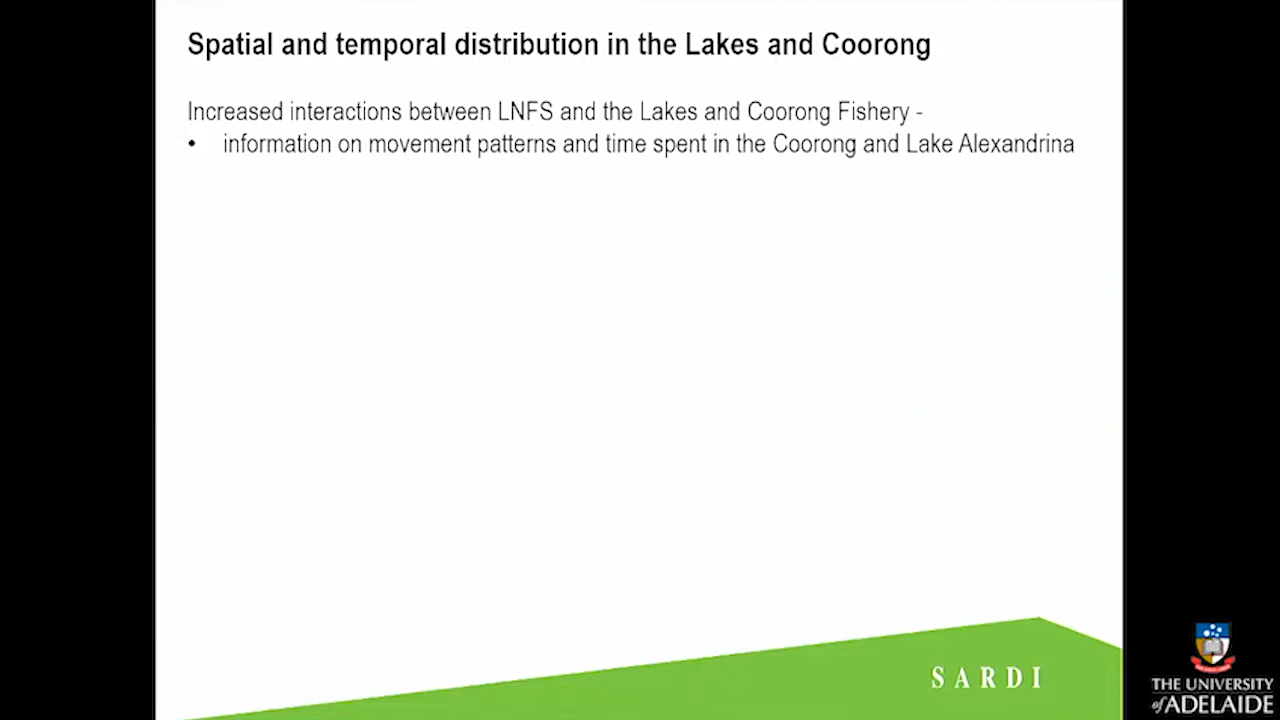 Spatial and temporal distribution in the Lakes and Coorong
Increased interactions between LNFS and the Lakes and Coorong Fishery -
• information on movement patterns and time spent in the Coorong and Lake Alexandrina
SARDI
THE UNIVERSITY
of ADELAIDE